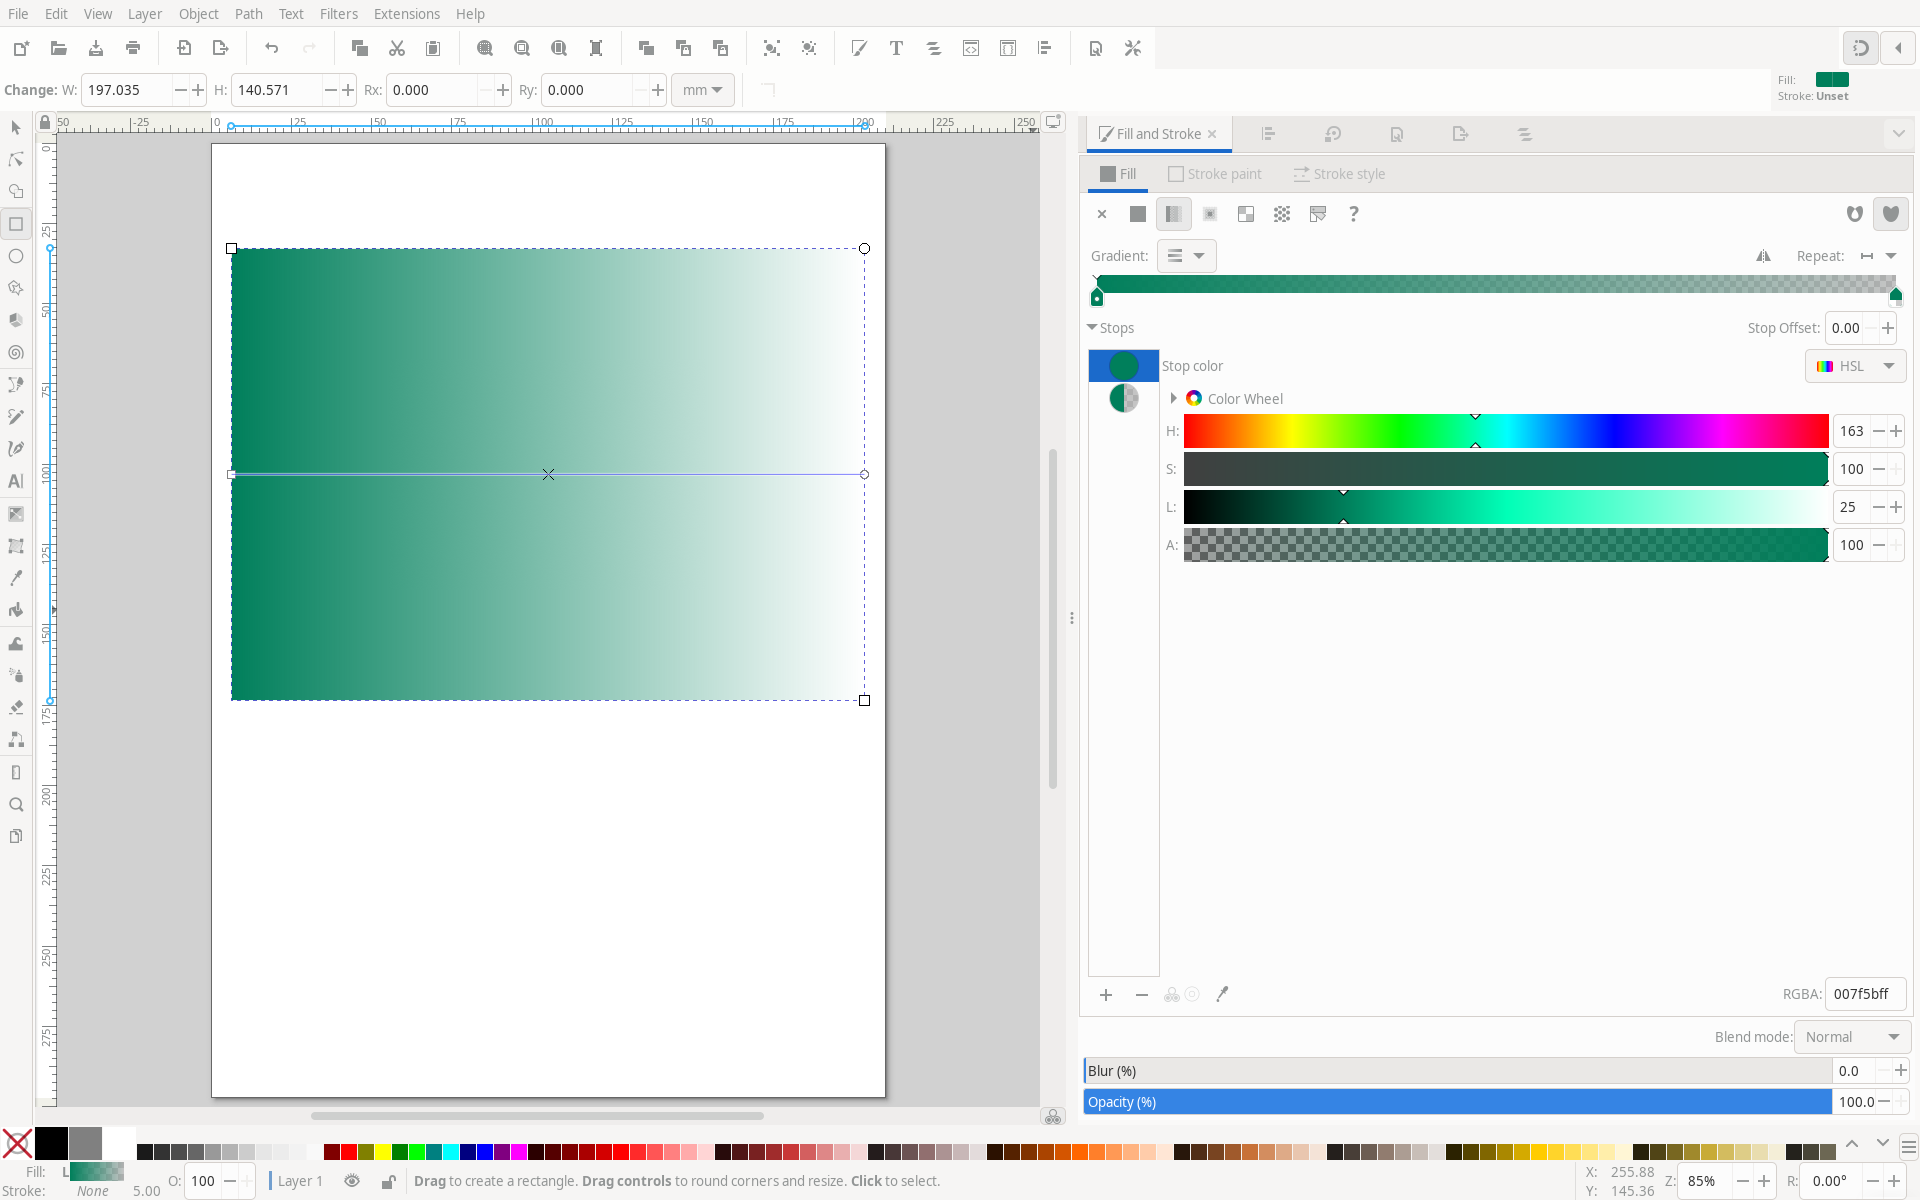 File Edit View Layer Object Path Text Filters Extensions Help
Change: W: 197.035 H: 140.571 Rx: 0.000 Ry: 0.000 mm
Fill:
Stroke: Unset
50 -25 0 25 50 75 100 125 150 175 200 225 250
0 25 50 75 100 125 150 175 200 225 250 275
Fill and Stroke
Fill Stroke paint Stroke style
Gradient: Repeat:
Stops Stop Offset: 0.00
Stop color HSL
Color Wheel
H: 163
S: 100
L: 25
A: 100
RGBA: 007f5bff
Blend mode: Normal
Blur (%) 0.0
Opacity (%) 100.0
Fill: L
Stroke: None 5.00
O: 100
Layer 1
Drag to create a rectangle. Drag controls to round corners and resize. Click to select.
X: 255.88
Y: 145.36
Z: 85% R: 0.00°